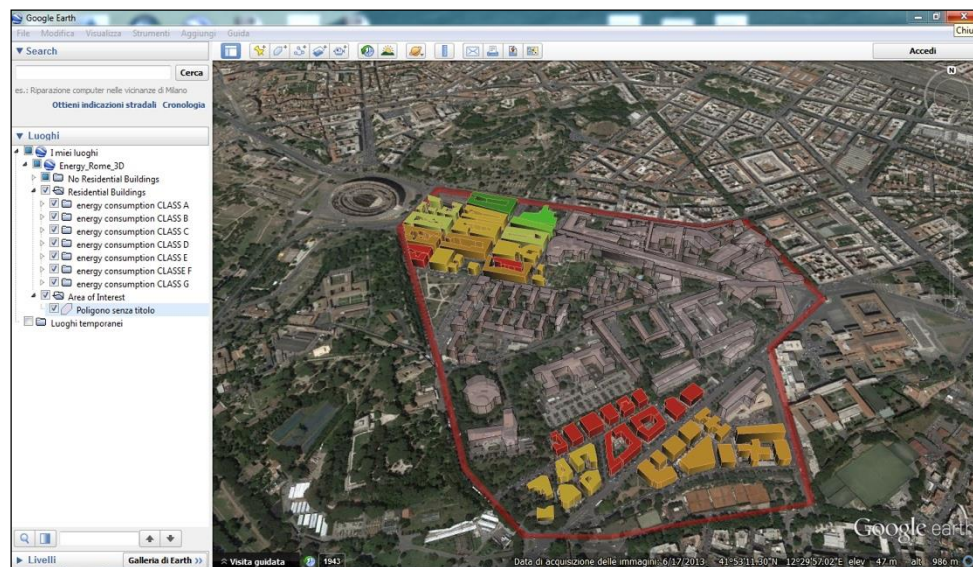 Google Earth
File Modifica Visualizza Strumenti Aggiungi Guida
Chiu
Search
Accedi
Cerca
es.: Riparazione computer nelle vicinanze di Milano
Ottieni indicazioni stradali Cronologia
Luoghi
I miei luoghi
Energy_Rome_3D
No Residential Buildings
Residential Buildings
energy consumption CLASS A
energy consumption CLASS B
energy consumption CLASS C
energy consumption CLASS D
energy consumption CLASS E
energy consumption CLASSE F
energy consumption CLASS G
Area of Interest
Poligono senza titolo
Luoghi temporanei
N
Google earth
Livelli
Galleria di Earth
Visita guidata
1943
Data di acquisizione delle immagini: 6/17/2013 41°53'11.30"N 12°29'57.02"E elev 47 m alt 986 m